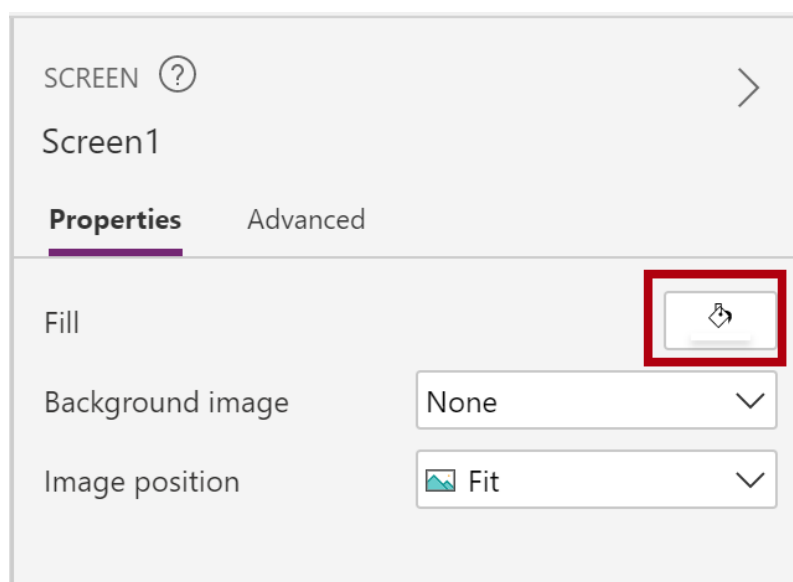 SCREEN ?
Screen1
Properties Advanced
Fill
Background image None
Image position Fit